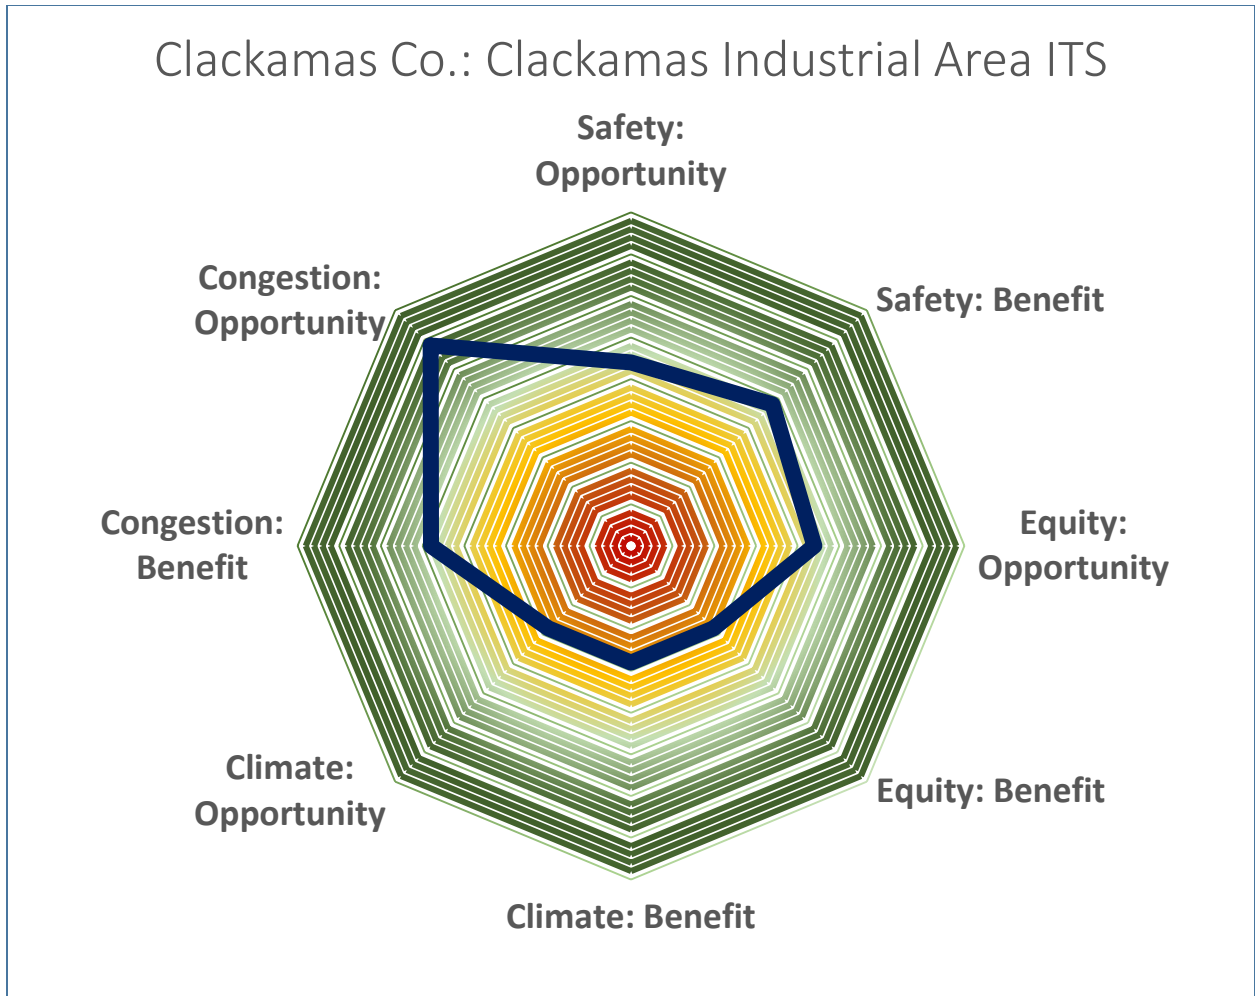 Clackamas Co.: Clackamas Industrial Area ITS
Safety:
Opportunity
Safety: Benefit
Equity:
Opportunity
Equity: Benefit
Climate: Benefit
Climate:
Opportunity
Congestion:
Benefit
Congestion:
Opportunity